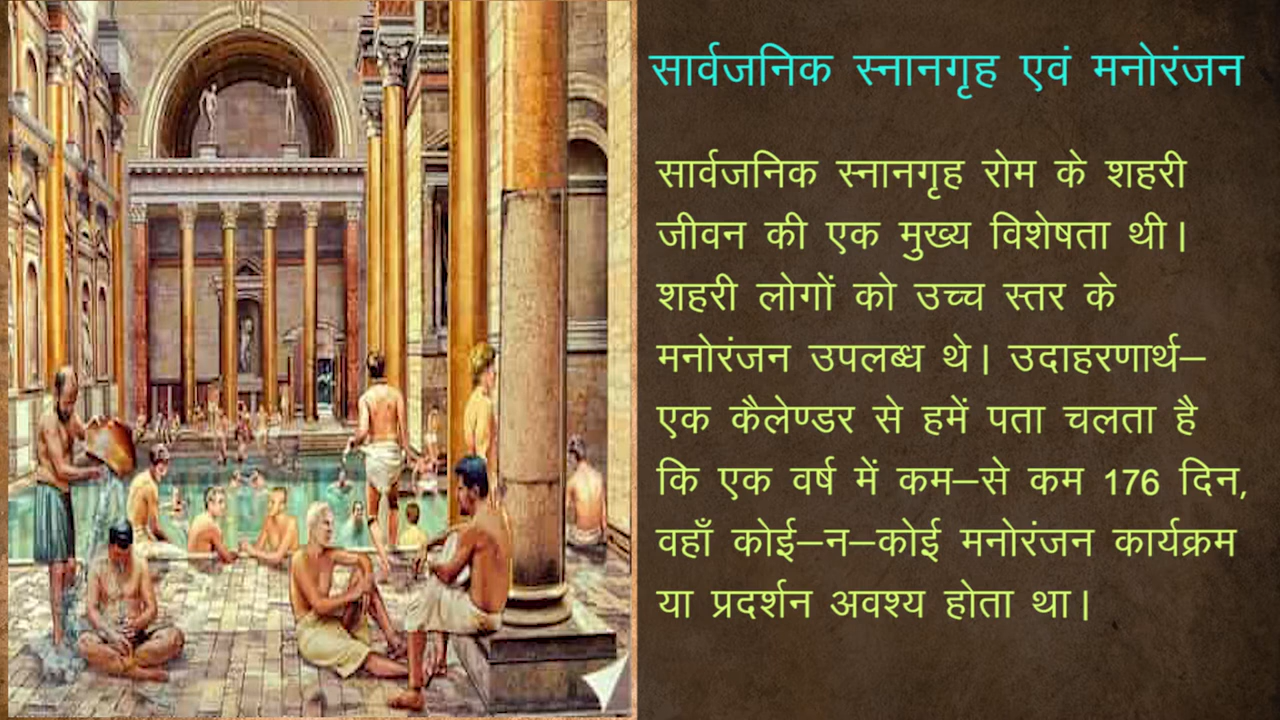 सार्वजनिक स्नानगृह एवं मनोरंजन
सार्वजनिक स्नानगृह रोम के शहरी
जीवन की एक मुख्य विशेषता थी।
शहरी लोगों को उच्च स्तर के
मनोरंजन उपलब्ध थे। उदाहरणार्थ–
एक कैलेण्डर से हमें पता चलता है
कि एक वर्ष में कम–से कम 176 दिन,
वहाँ कोई–न–कोई मनोरंजन कार्यक्रम
या प्रदर्शन अवश्य होता था।